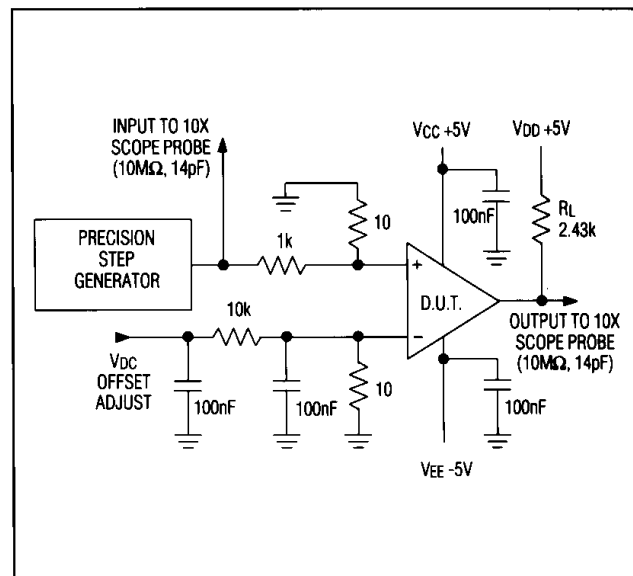 INPUT TO 10X
SCOPE PROBE
(10MΩ, 14pF)
VCC +5V
VDD +5V
PRECISION
STEP
GENERATOR
1k
10
100nF
RL
2.43k
+
D.U.T.
−
10k
VDC
OFFSET
ADJUST
100nF
100nF
10
100nF
OUTPUT TO 10X
SCOPE PROBE
(10MΩ, 14pF)
VEE -5V